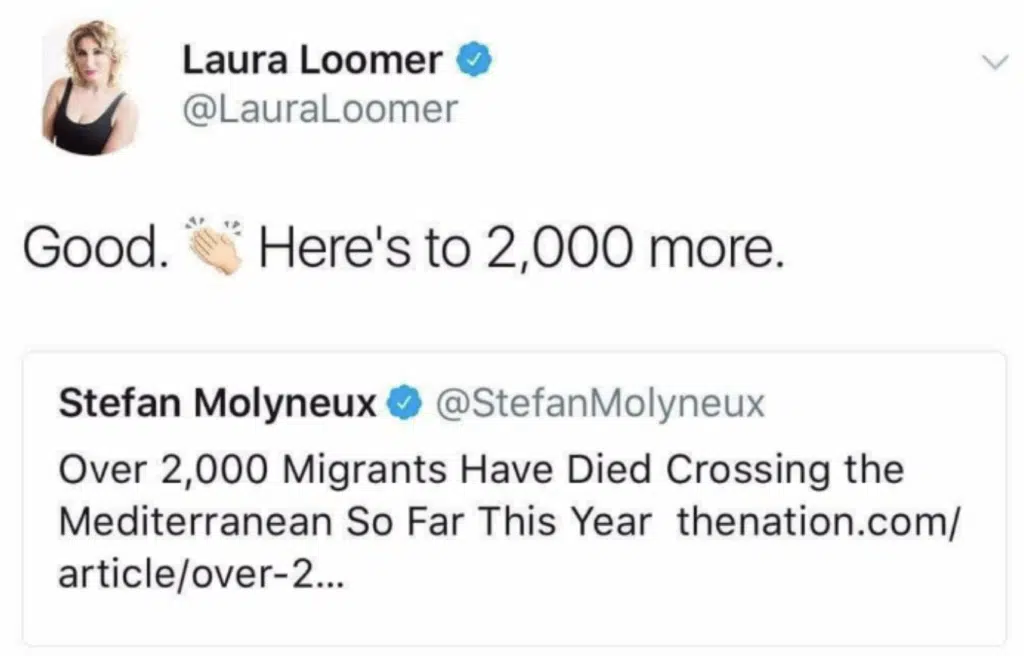 Laura Loomer
@LauraLoomer
Good. 👏🏻 Here's to 2,000 more.
Stefan Molyneux @StefanMolyneux
Over 2,000 Migrants Have Died Crossing the
Mediterranean So Far This Year thenation.com/
article/over-2...